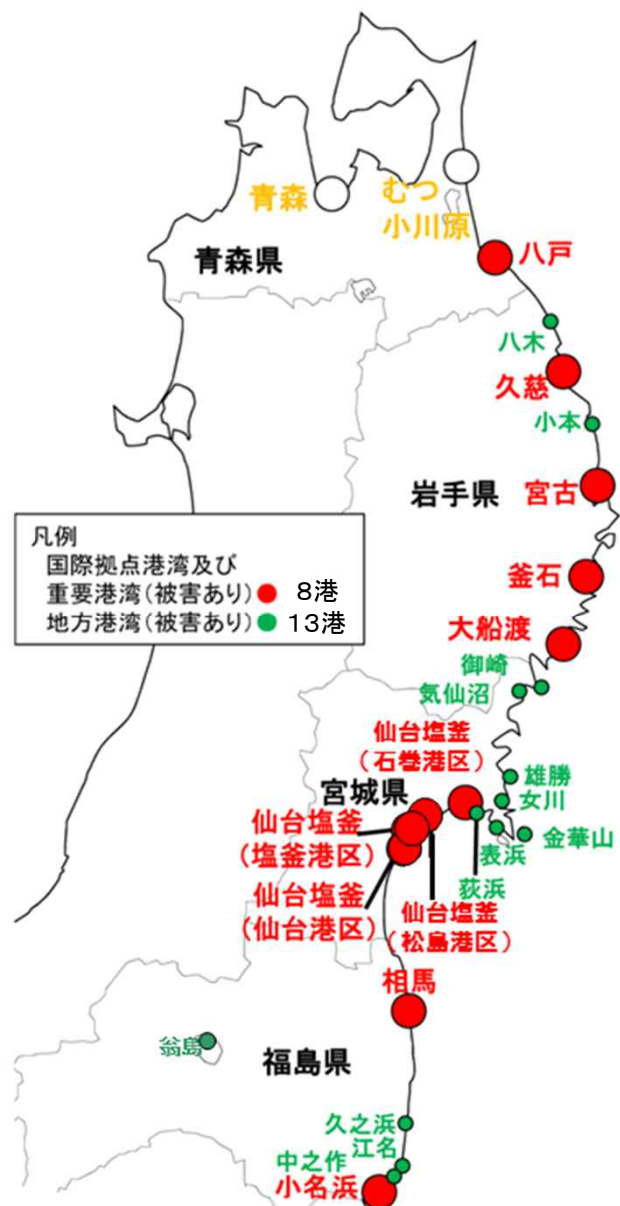 青森
むつ
小川原
青森県
八戸
八木
久慈
小本
岩手県
宮古
凡例
国際拠点港湾及び
重要港湾(被害あり) 8港
地方港湾(被害あり) 13港
釜石
大船渡
御崎
気仙沼
仙台塩釜
(石巻港区)
雄勝
宮城県
女川
仙台塩釜
(塩釜港区)
金華山
表浜
荻浜
仙台塩釜
(仙台港区)
仙台塩釜
(松島港区)
相馬
翁島
福島県
久之浜
江名
中之作
小名浜